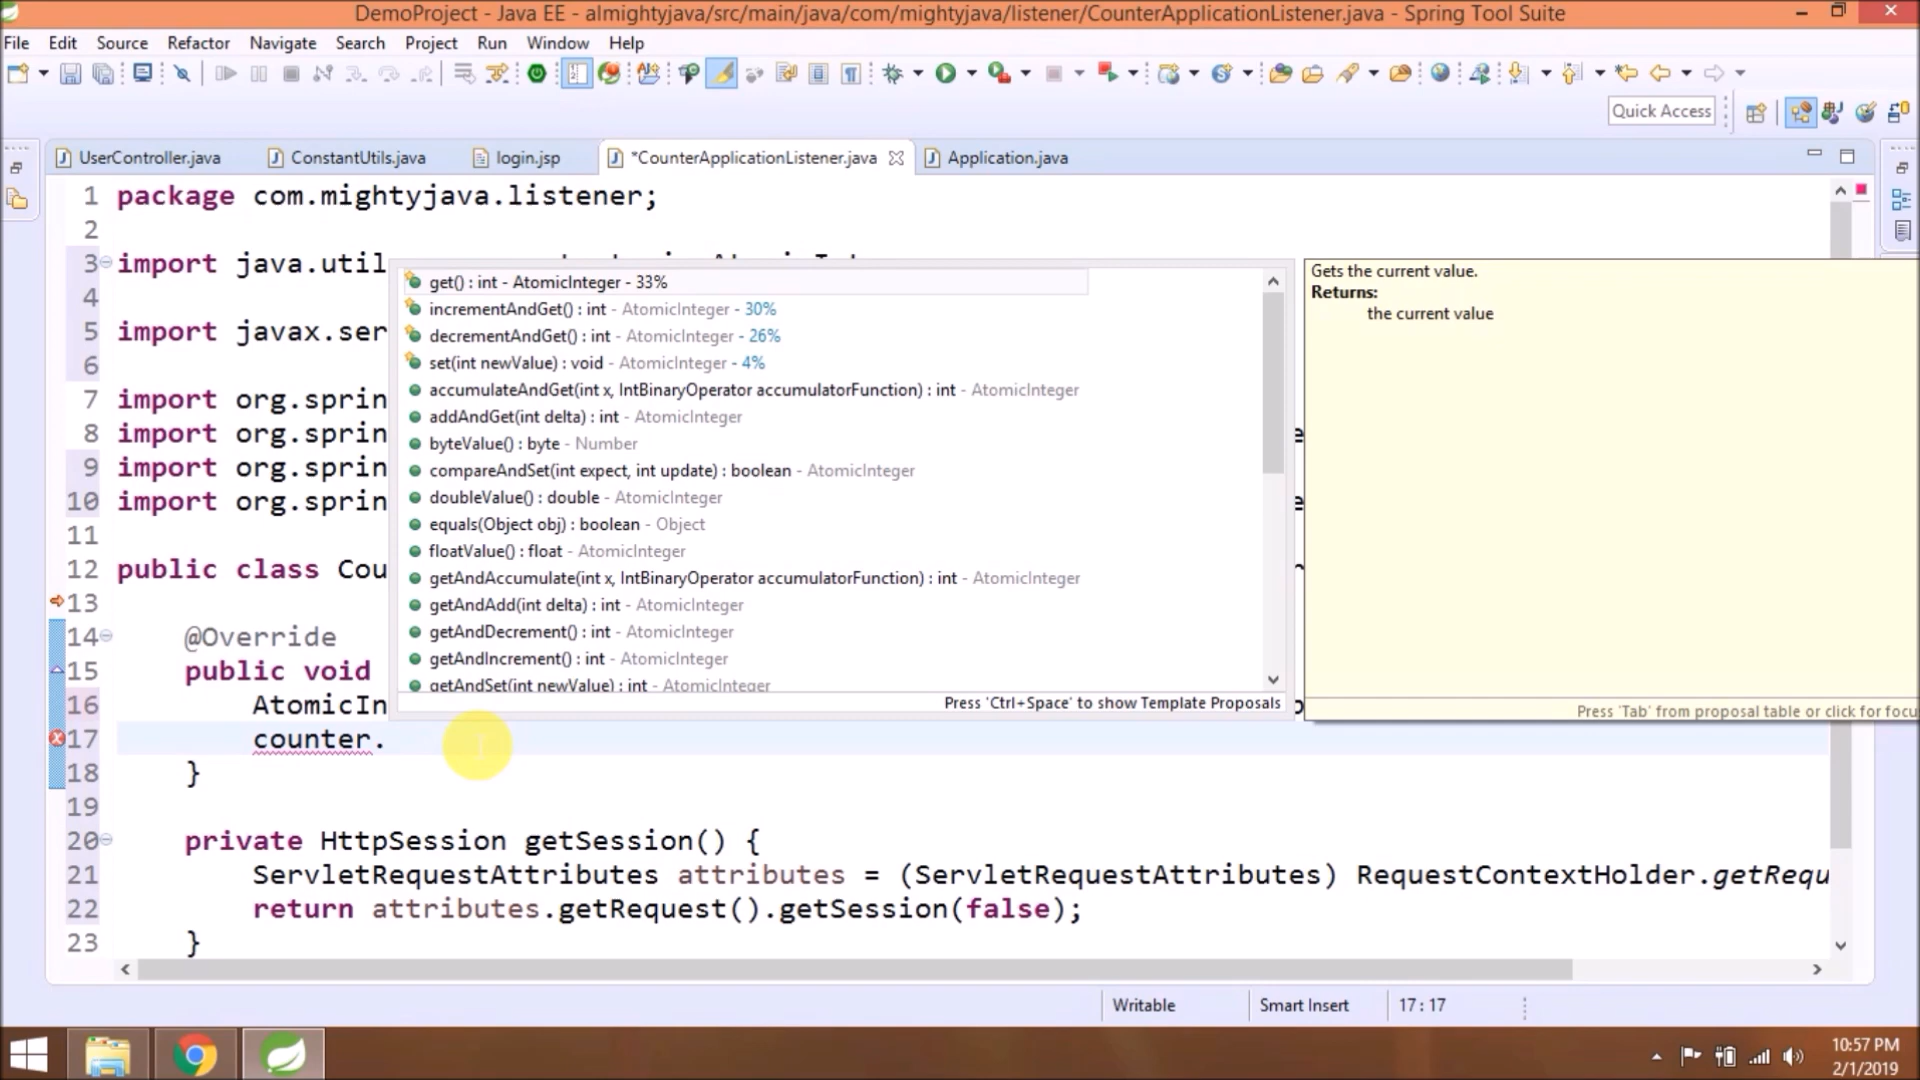 DemoProject - Java EE - almightyjava/src/main/java/com/mightyjava/listener/CounterApplicationListener.java - Spring Tool Suite
File Edit Source Refactor Navigate Search Project Run Window Help
Quick Access
UserController.java ConstantUtils.java login.jsp *CounterApplicationListener.java Application.java
1 package com.mightyjava.listener;
2
3 import java.util
4
5 import javax.ser
6
7 import org.sprin
8 import org.sprin
9 import org.sprin
10 import org.sprin
11
12 public class Cou
13
14 @Override
15 public void
16 AtomicIn
17 counter.
18 }
19
20 private HttpSession getSession() {
21 ServletRequestAttributes attributes = (ServletRequestAttributes) RequestContextHolder.getRequ
22 return attributes.getRequest().getSession(false);
23 }
get() : int - AtomicInteger - 33%
incrementAndGet() : int - AtomicInteger - 30%
decrementAndGet() : int - AtomicInteger - 26%
set(int newValue) : void - AtomicInteger - 4%
accumulateAndGet(int x, IntBinaryOperator accumulatorFunction) : int - AtomicInteger
addAndGet(int delta) : int - AtomicInteger
byteValue() : byte - Number
compareAndSet(int expect, int update) : boolean - AtomicInteger
doubleValue() : double - AtomicInteger
equals(Object obj) : boolean - Object
floatValue() : float - AtomicInteger
getAndAccumulate(int x, IntBinaryOperator accumulatorFunction) : int - AtomicInteger
getAndAdd(int delta) : int - AtomicInteger
getAndDecrement() : int - AtomicInteger
getAndIncrement() : int - AtomicInteger
getAndSet(int newValue) : int - AtomicInteger
Press 'Ctrl+Space' to show Template Proposals
Gets the current value.
Returns:
the current value
Press 'Tab' from proposal table or click for focu
Writable Smart Insert 17 : 17
10:57 PM
2/1/2019